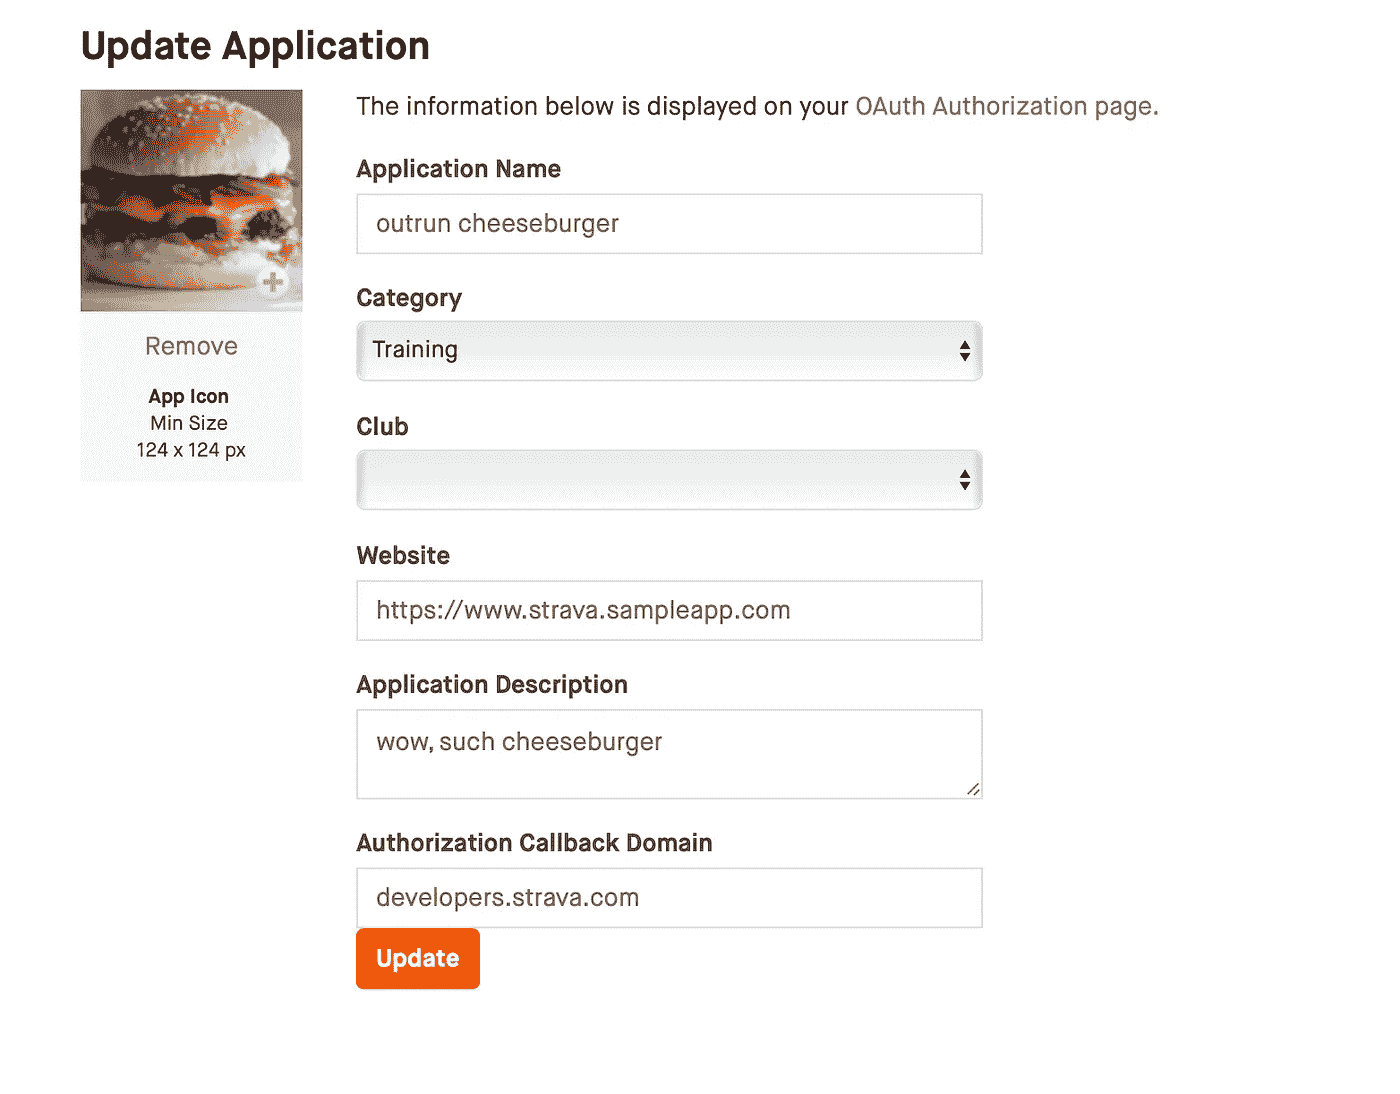 Update Application
The information below is displayed on your OAuth Authorization page.
Remove
App Icon
Min Size
124 x 124 px
Application Name
outrun cheeseburger
Category
Training
Club
Website
https://www.strava.sampleapp.com
Application Description
wow, such cheeseburger
Authorization Callback Domain
developers.strava.com
Update